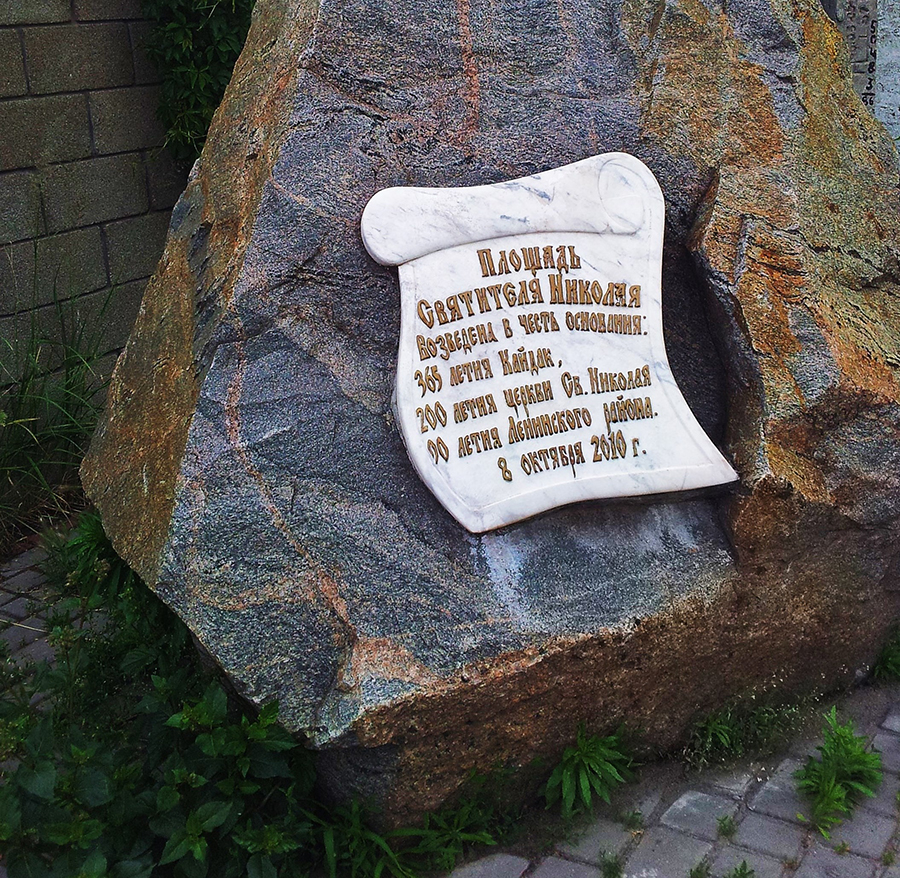 Площадь
Святителя Николая
Возведена в честь основания:
365 летия Кайдак,
200 летия церкви Св. Николая
90 летия Ленинского района.
8 октября 2010 г.